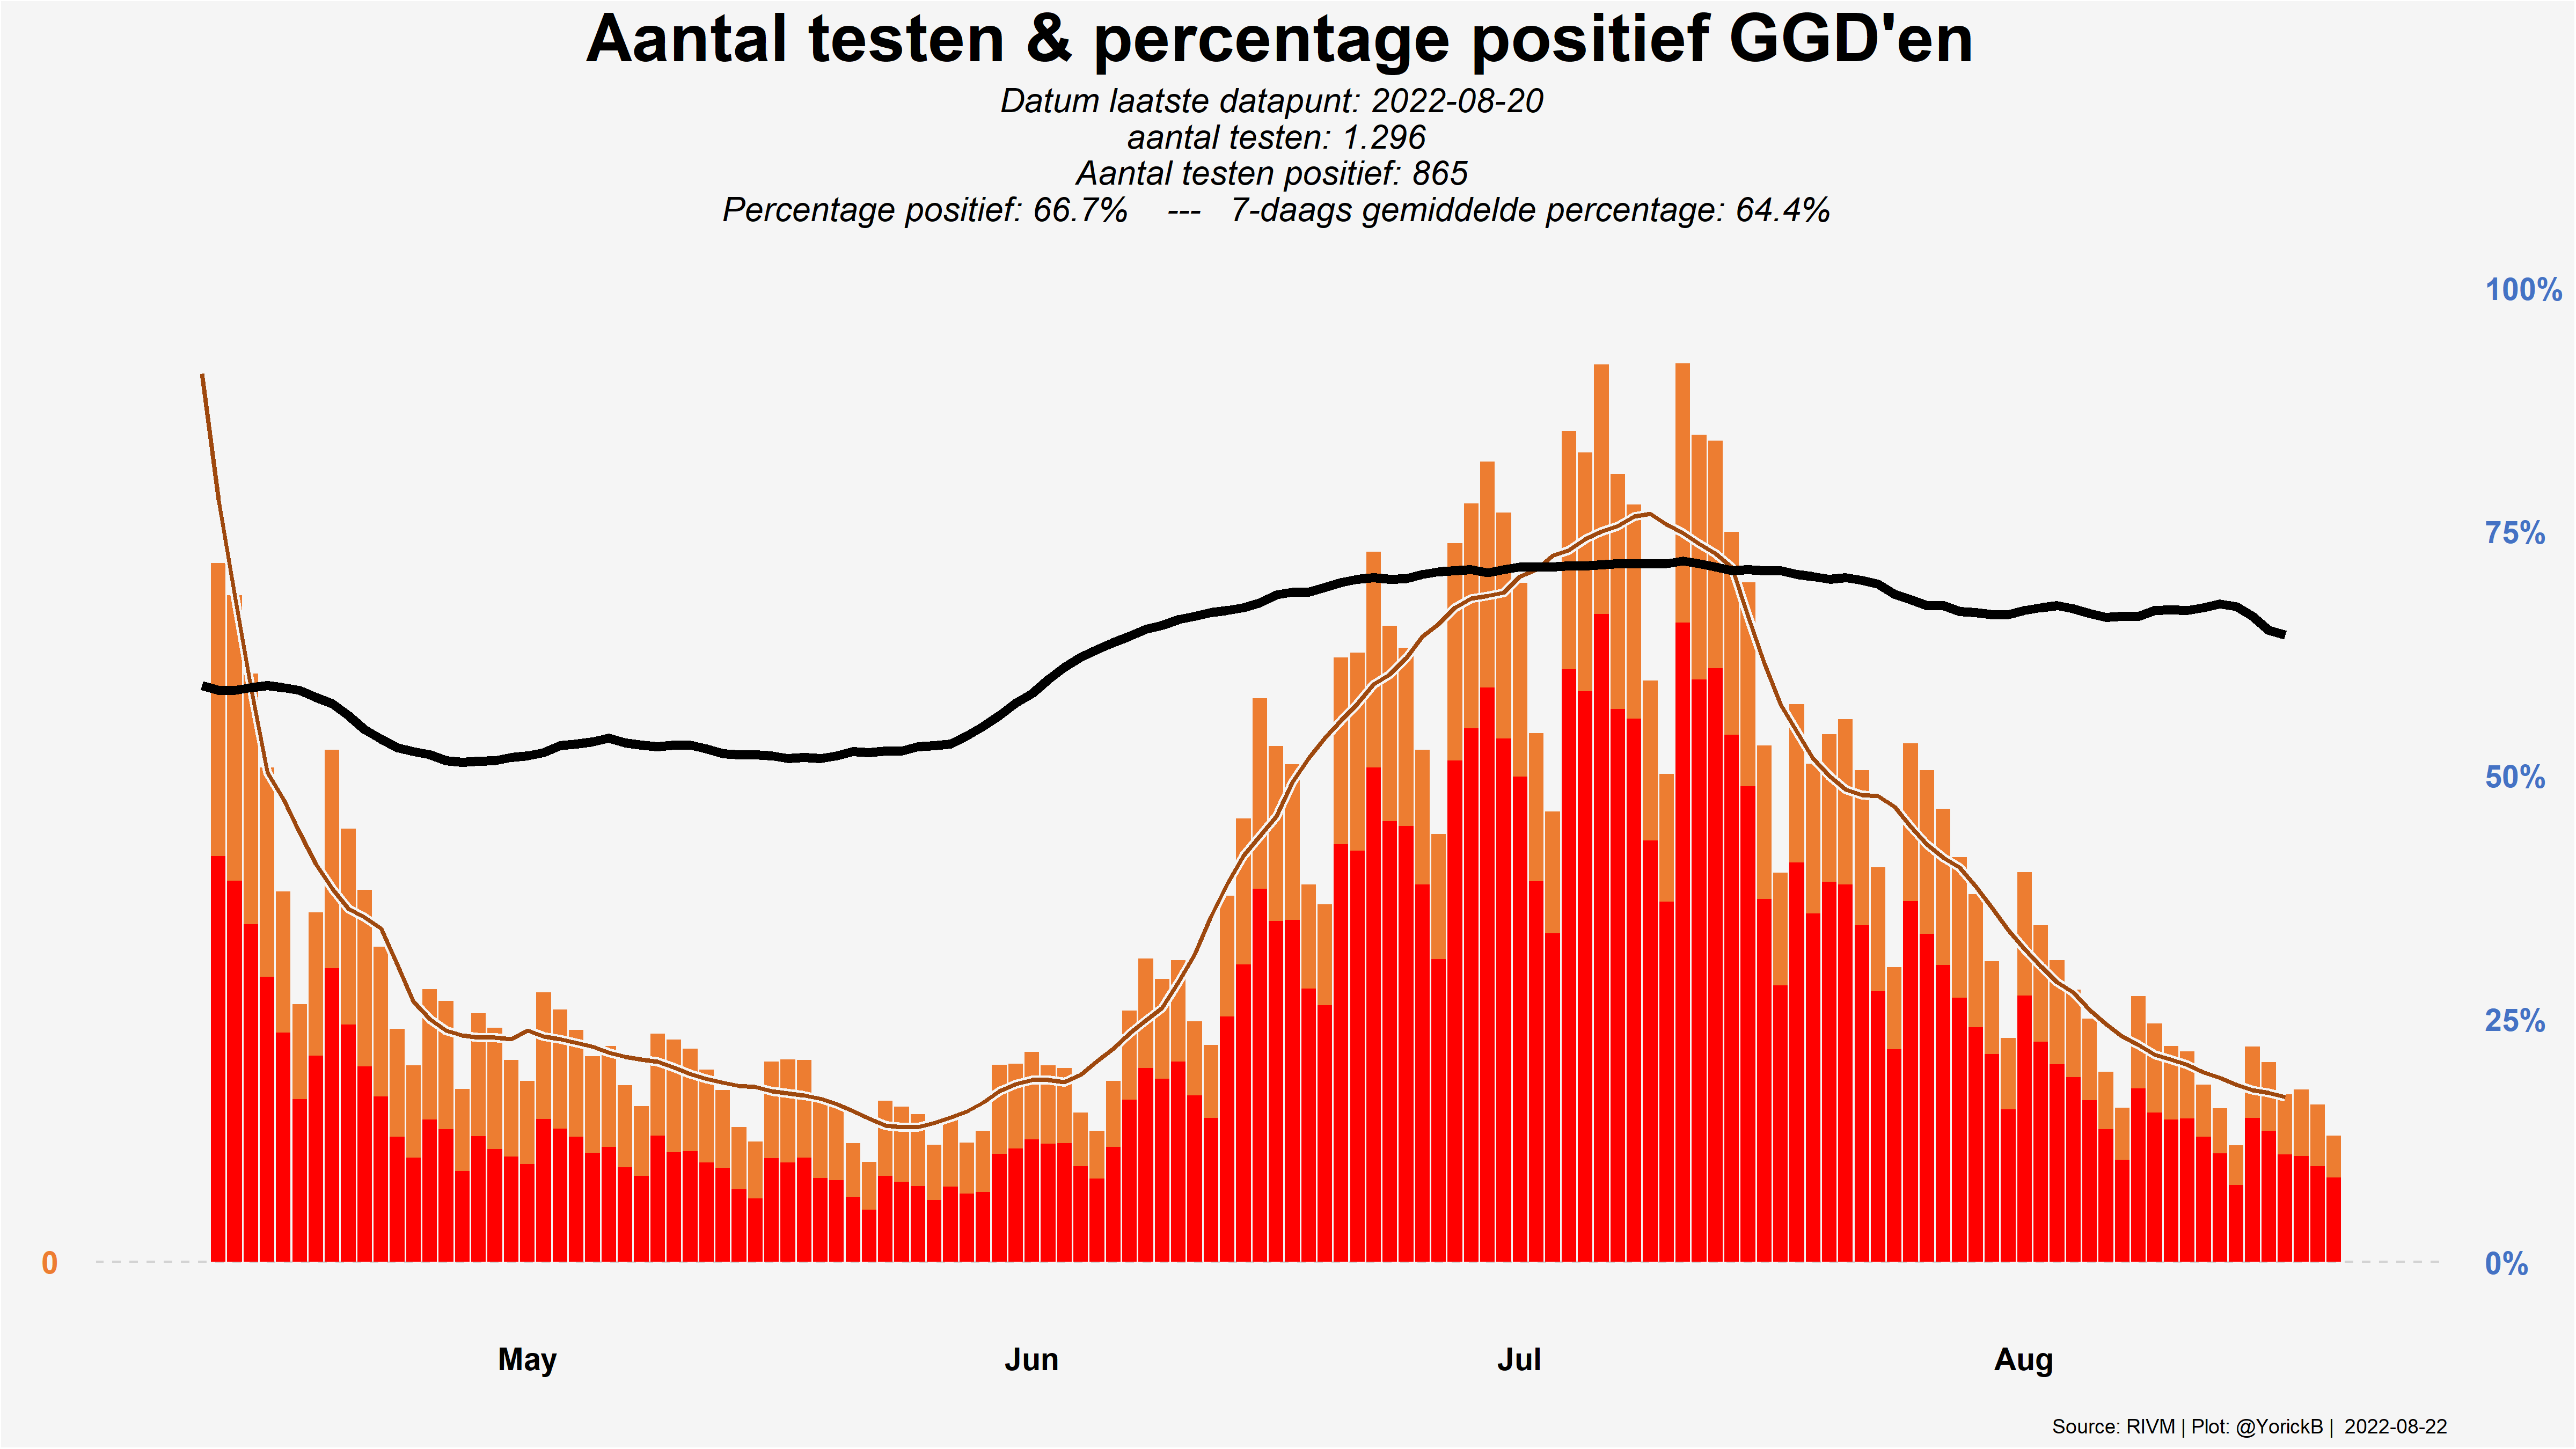 Aantal testen & percentage positief GGD'en
Datum laatste datapunt: 2022-08-20
aantal testen: 1.296
Aantal testen positief: 865
Percentage positief: 66.7% --- 7-daags gemiddelde percentage: 64.4%
100%
75%
50%
25%
0 0%
May Jun Jul Aug
Source: RIVM | Plot: @YorickB | 2022-08-22